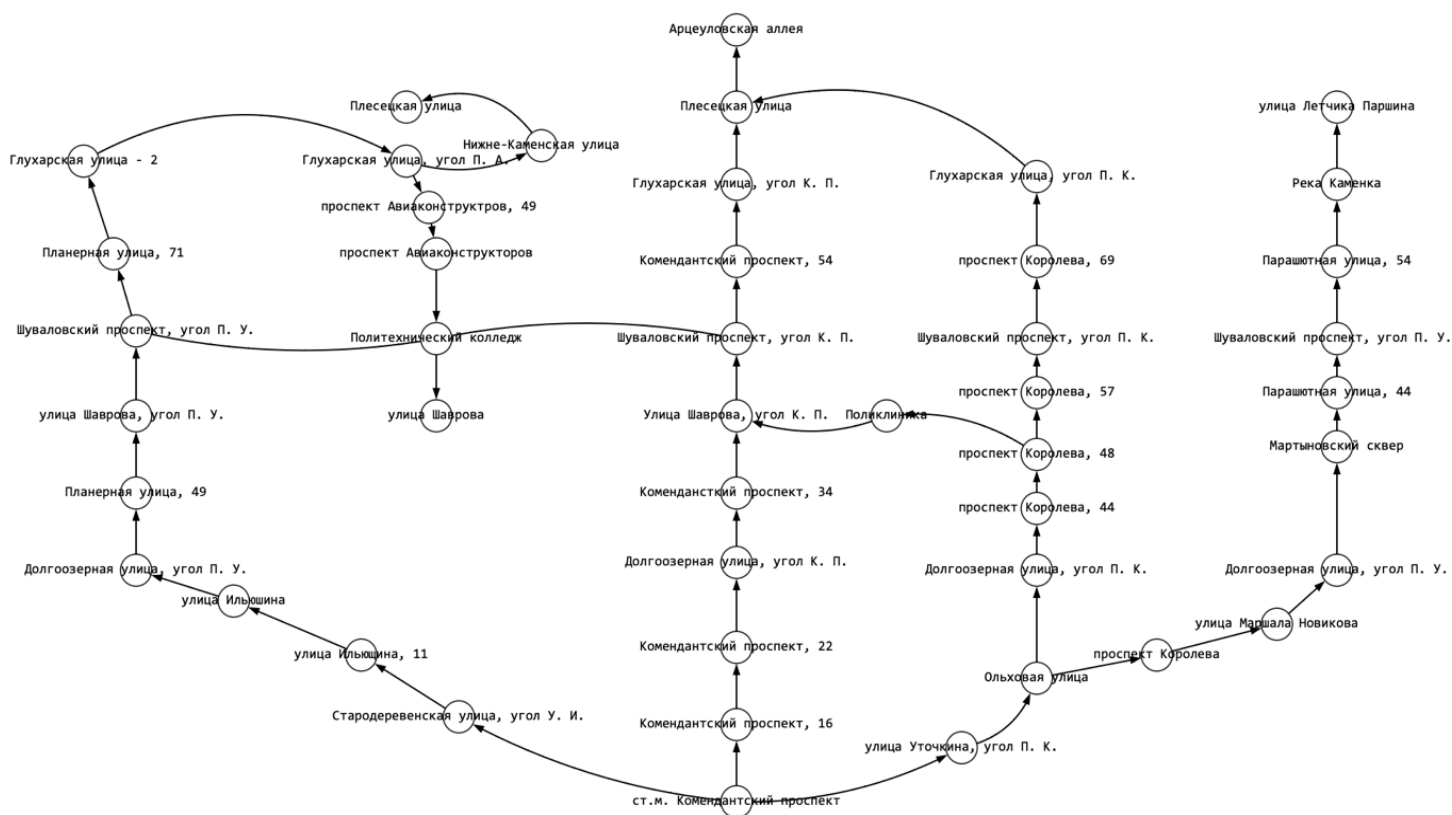 Арцеуловская аллея
Плесецкая улица
Плесецкая улица
улица Летчика Паршина
Нижне-Каменская улица
Глухарская улица - 2
Глухарская улица, угол П. А.
Глухарская улица, угол П. К.
Глухарская улица, угол К. П.
Река Каменка
проспект Авиаконструктров, 49
Планерная улица, 71
проспект Авиаконструкторов
Комендантский проспект, 54
проспект Королева, 69
Парашютная улица, 54
Шуваловский проспект, угол П. У.
Политехнический колледж
Шуваловский проспект, угол К. П.
Шуваловский проспект, угол П. К.
Шуваловский проспект, угол П. У.
проспект Королева, 57
Парашютная улица, 44
улица Шаврова, угол П. У.
улица Шаврова
Улица Шаврова, угол К. П.
Поликлиника
проспект Королева, 48
Мартыновский сквер
Планерная улица, 49
Комендансткий проспект, 34
проспект Королева, 44
Долгоозерная улица, угол П. У.
Долгоозерная улица, угол К. П.
Долгоозерная улица, угол П. К.
Долгоозерная улица, угол П. У.
улица Ильюшина
улица Маршала Новикова
улица Ильюшина, 11
Комендантский проспект, 22
проспект Королева
Ольховая улица
Стародеревенская улица, угол У. И.
Комендантский проспект, 16
улица Уточкина, угол П. К.
ст.м. Комендантский проспект